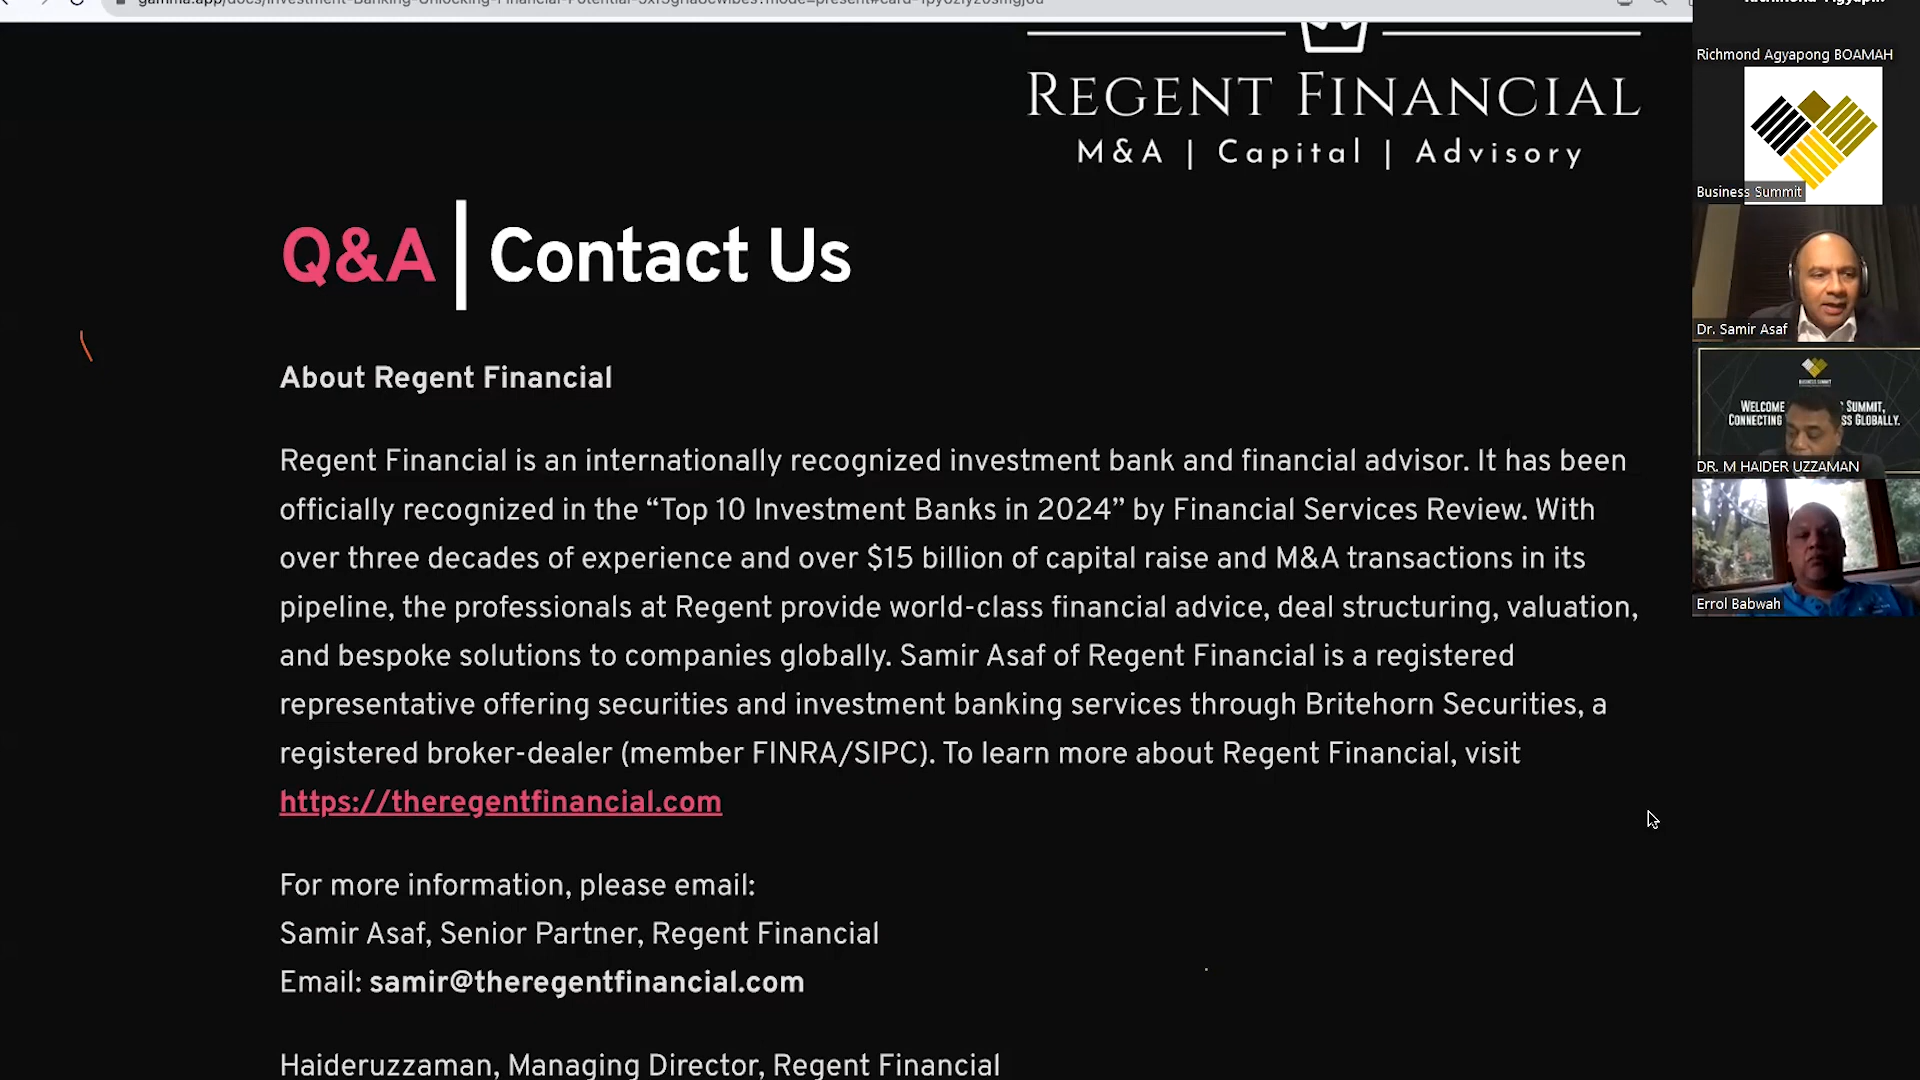 REGENT FINANCIAL
M&A | Capital | Advisory
Q&A | Contact Us
About Regent Financial
Regent Financial is an internationally recognized investment bank and financial advisor. It has been
officially recognized in the “Top 10 Investment Banks in 2024” by Financial Services Review. With
over three decades of experience and over $15 billion of capital raise and M&A transactions in its
pipeline, the professionals at Regent provide world-class financial advice, deal structuring, valuation,
and bespoke solutions to companies globally. Samir Asaf of Regent Financial is a registered
representative offering securities and investment banking services through Britehorn Securities, a
registered broker-dealer (member FINRA/SIPC). To learn more about Regent Financial, visit
https://theregentfinancial.com
For more information, please email:
Samir Asaf, Senior Partner, Regent Financial
Email: samir@theregentfinancial.com
Haideruzzaman, Managing Director, Regent Financial
Richmond Agyapong BOAMAH
Business Summit
Dr. Samir Asaf
WELCOME SUMMIT,
CONNECTING SS GLOBALLY.
DR. M HAIDER UZZAMAN
Errol Babwah